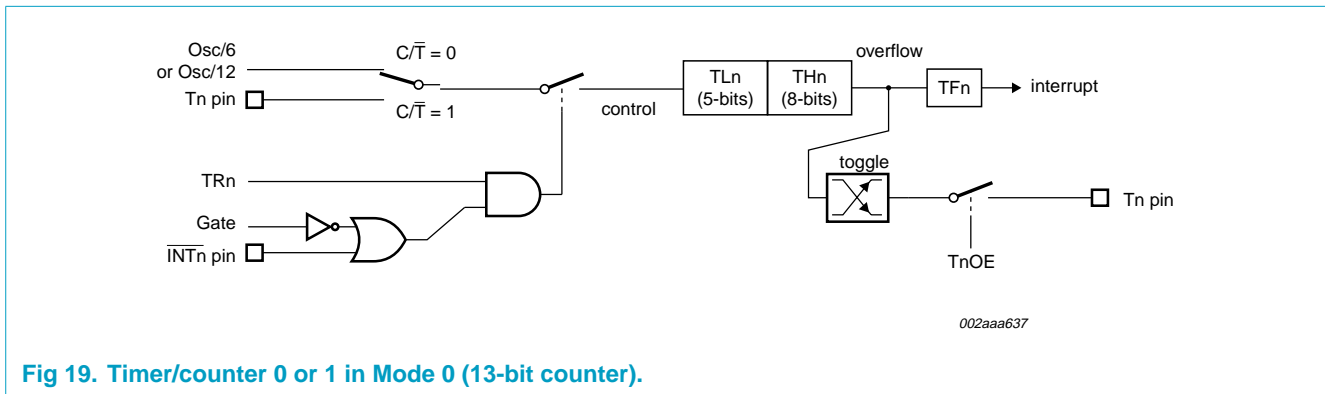 Osc/6
or Osc/12
C/T̅ = 0
Tn pin
C/T̅ = 1
control
TLn
(5-bits)
THn
(8-bits)
overflow
TFn
interrupt
toggle
TRn
Gate
I̅N̅T̅n̅ pin
Tn pin
TnOE
002aaa637
Fig 19. Timer/counter 0 or 1 in Mode 0 (13-bit counter).